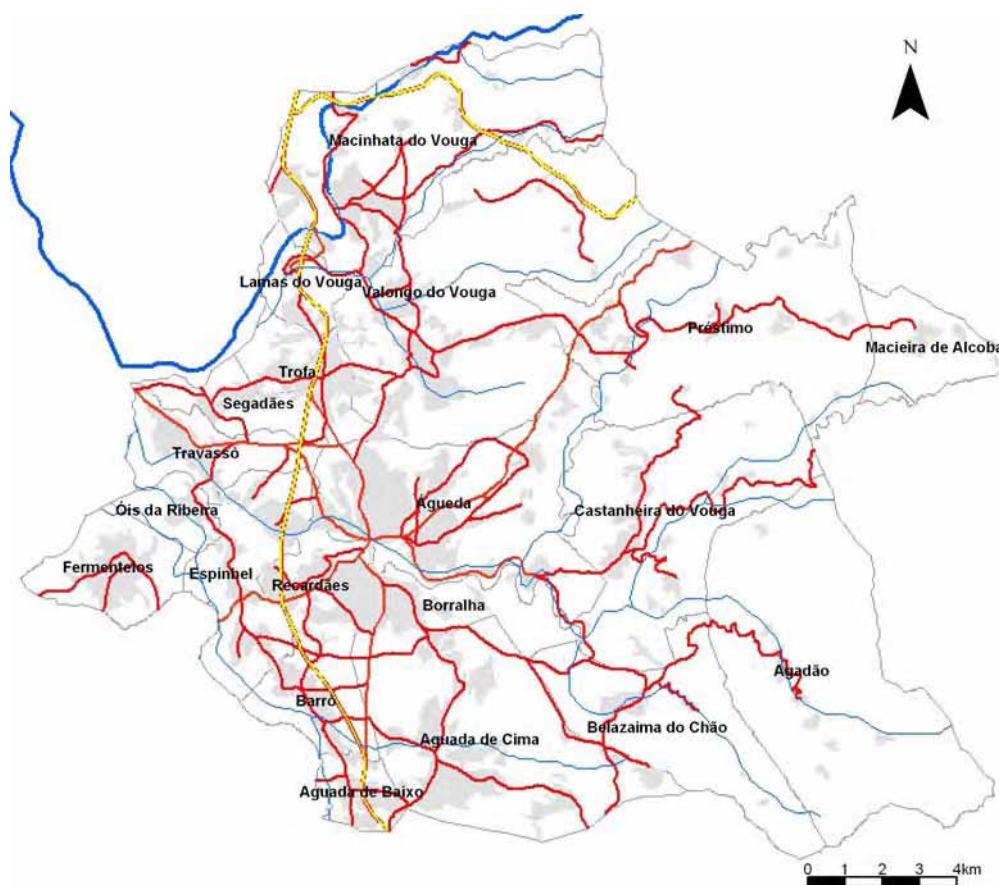 N
Macinhata do Vouga
Lamas do Vouga
Valongo do Vouga
Préstimo
Macieira de Alcoba
Trofa
Segadães
Travassô
Águeda
Óis da Ribeira
Castanheira do Vouga
Fermentelos
Espinhel
Recardães
Borralha
Agadão
Barrô
Belazaima do Chão
Aguada de Cima
Aguada de Baixo
0 1 2 3 4km